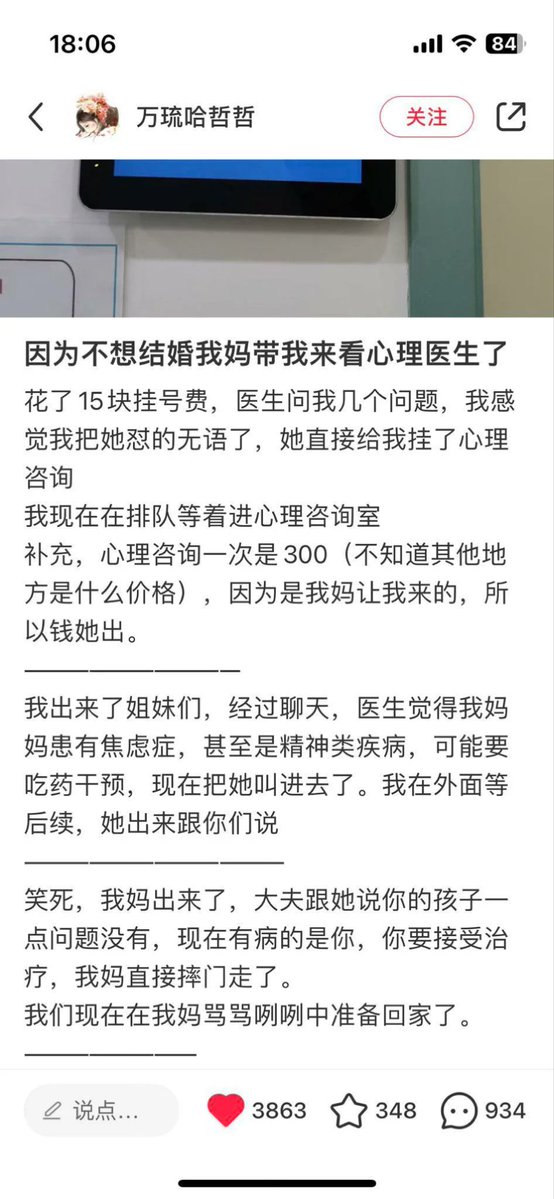 18:06
84
万琉哈哲哲
关注
因为不想结婚我妈带我来看心理医生了
花了15块挂号费，医生问我几个问题，我感
觉我把她怼的无语了，她直接给我挂了心理
咨询
我现在在排队等着进心理咨询室
补充，心理咨询一次是300（不知道其他地
方是什么价格），因为是我妈让我来的，所
以钱她出。
————————————
我出来了姐妹们，经过聊天，医生觉得我妈
妈患有焦虑症，甚至是精神类疾病，可能要
吃药干预，现在把她叫进去了。我在外面等
后续，她出来跟你们说
——————————————
笑死，我妈出来了，大夫跟她说你的孩子一
点问题没有，现在有病的是你，你要接受治
疗，我妈直接摔门走了。
我们现在在我妈骂骂咧咧中准备回家了。
—————————
说点...
3863
348
934